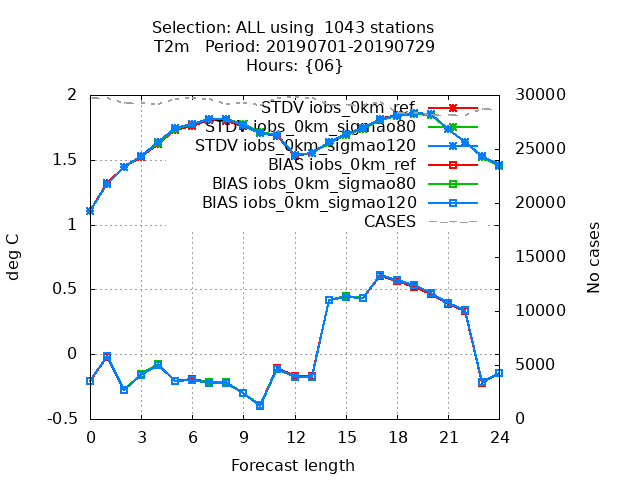 Selection: ALL using  1043 stations
T2m   Period: 20190701-20190729
Hours: {06}
2
1.5
1
0.5
0
-0.5
deg C
30000
25000
20000
15000
10000
5000
0
No cases
STDV iobs_0km_ref
STDV iobs_0km_sigmao80
STDV iobs_0km_sigmao120
BIAS iobs_0km_ref
BIAS iobs_0km_sigmao80
BIAS iobs_0km_sigmao120
CASES
0 3 6 9 12 15 18 21 24
Forecast length